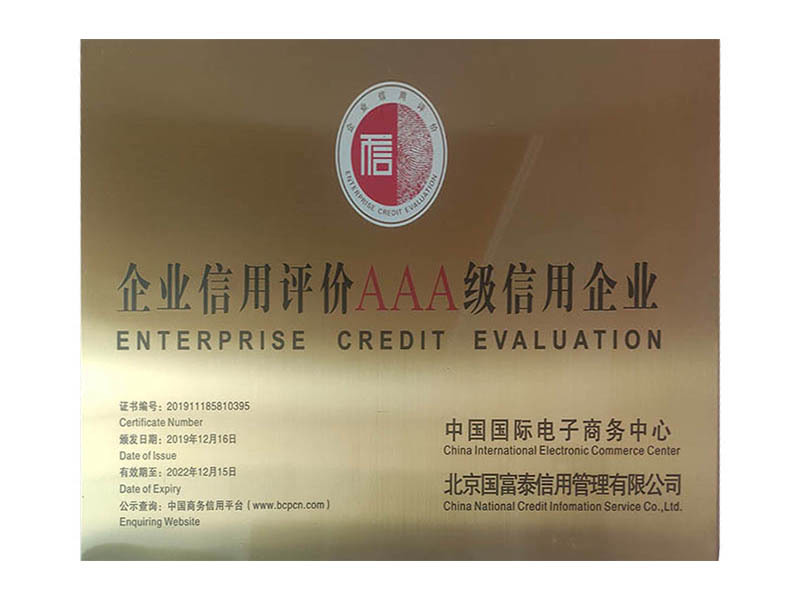 企业信用评价
信
ENTERPRISE CREDIT EVALUATION
企业信用评价AAA级信用企业
ENTERPRISE CREDIT EVALUATION
证书编号：201911185810395
Certificate Number
颁发日期：2019年12月16日
Date of Issue
有效期至：2022年12月15日
Date of Expiry
公示查询：中国商务信用平台（www.bcpcn.com）
Enquiring Website
中国国际电子商务中心
China International Electronic Commerce Center
北京国富泰信用管理有限公司
China National Credit Infomation Service Co.,Ltd.